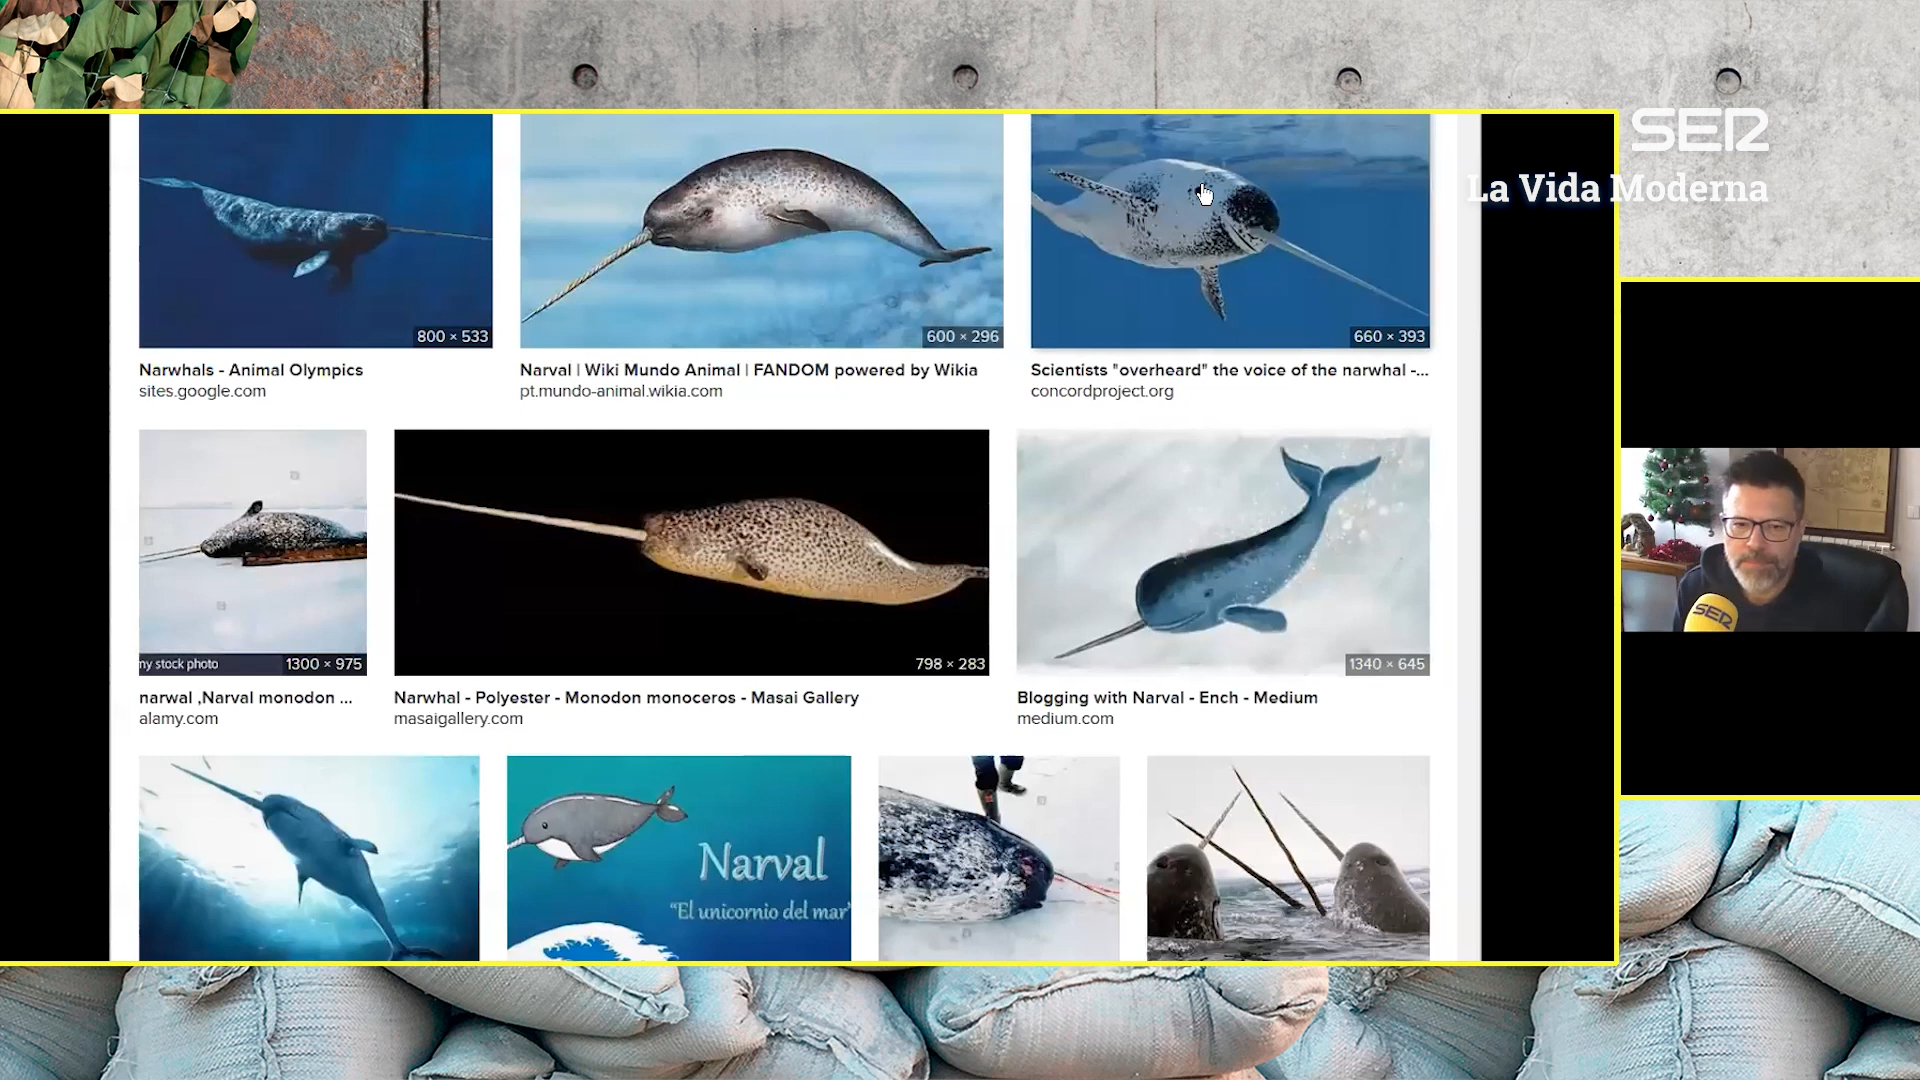 SER
La Vida Moderna
800 × 533
600 × 296
660 × 393
Narwhals - Animal Olympics
sites.google.com
Narval | Wiki Mundo Animal | FANDOM powered by Wikia
pt.mundo-animal.wikia.com
Scientists "overheard" the voice of the narwhal -...
concordproject.org
my stock photo
1300 × 975
798 × 283
1340 × 645
SER
narwal ,Narval monodon ...
alamy.com
Narwhal - Polyester - Monodon monoceros - Masai Gallery
masaigallery.com
Blogging with Narval - Ench - Medium
medium.com
Narval
"El unicornio del mar"